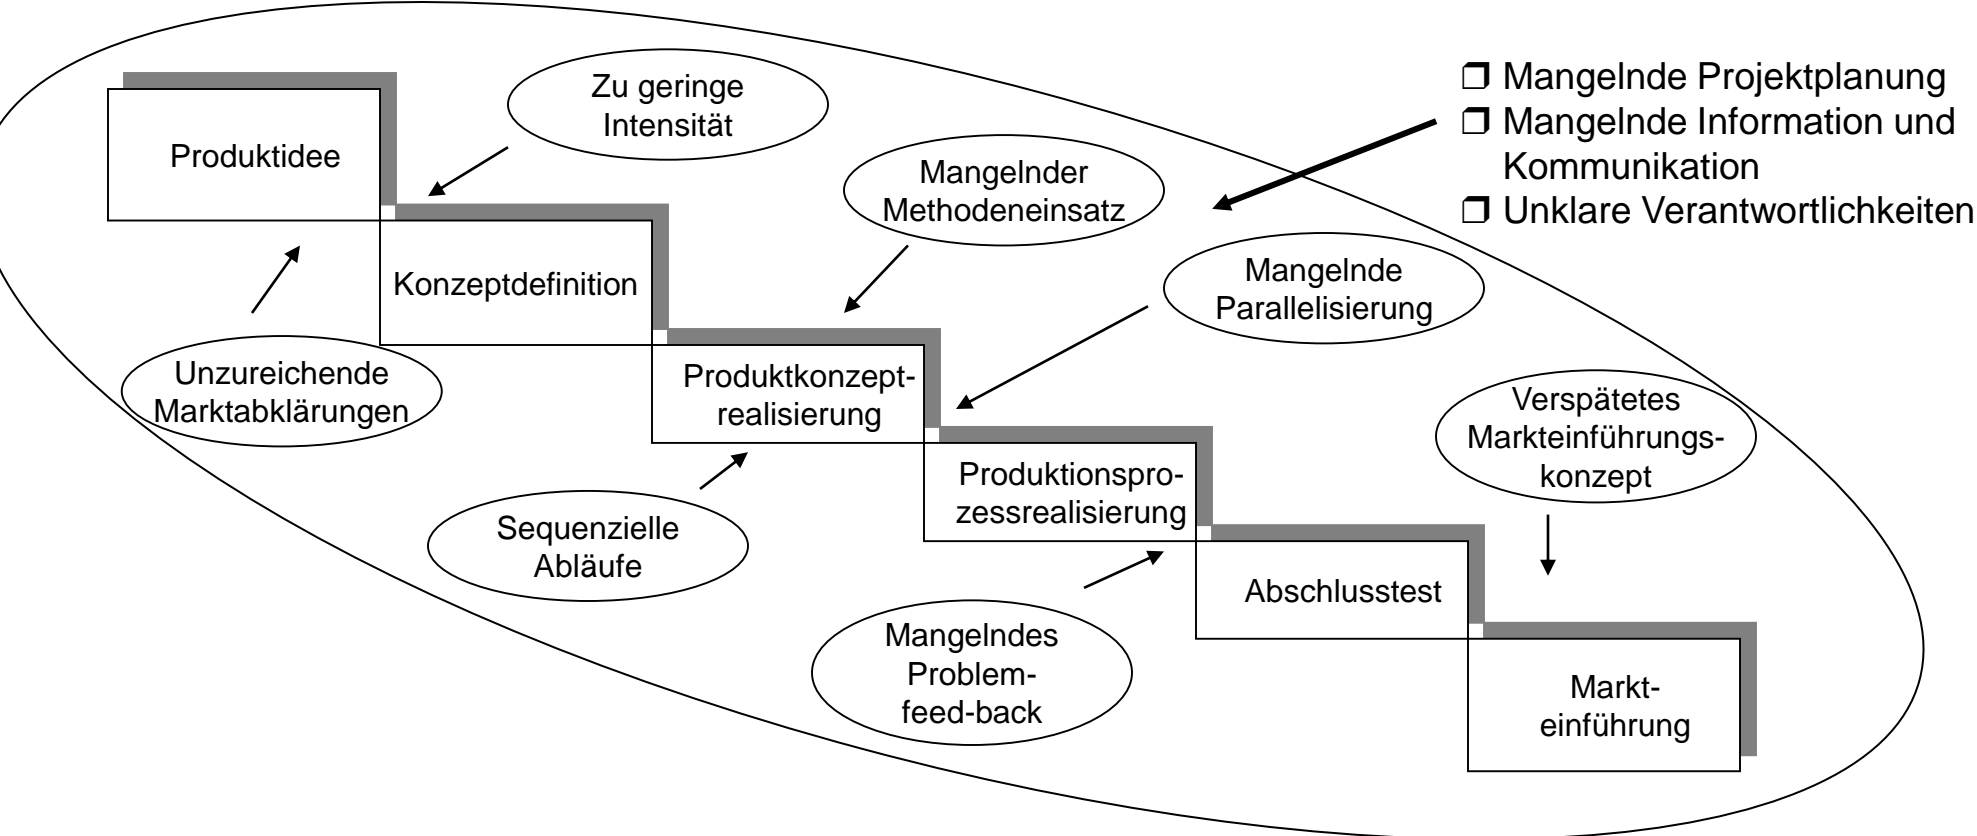 Zu geringe
Intensität
❒ Mangelnde Projektplanung
❒ Mangelnde Information und
Kommunikation
❒ Unklare Verantwortlichkeiten
Produktidee
Mangelnder
Methodeneinsatz
Konzeptdefinition
Mangelnde
Parallelisierung
Unzureichende
Marktabklärungen
Produktkonzept-
realisierung
Verspätetes
Markteinführungs-
konzept
Sequenzielle
Abläufe
Produktionspro-
zessrealisierung
Abschlusstest
Mangelndes
Problem-
feed-back
Markt-
einführung